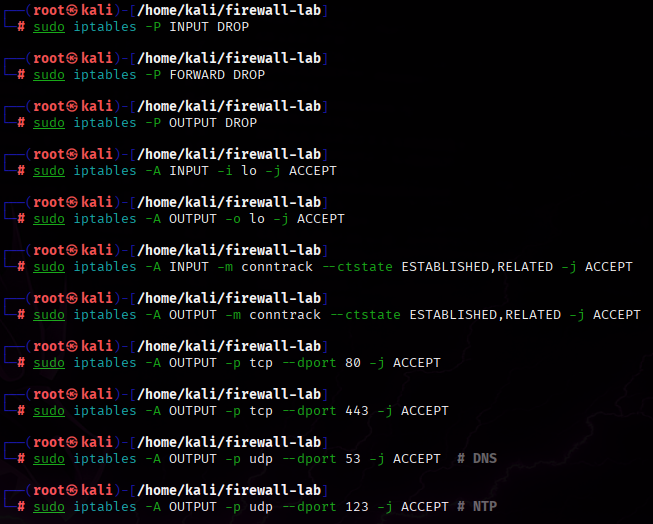 ┌──(root㉿kali)-[/home/kali/firewall-lab]
└─# sudo iptables -P INPUT DROP
┌──(root㉿kali)-[/home/kali/firewall-lab]
└─# sudo iptables -P FORWARD DROP
┌──(root㉿kali)-[/home/kali/firewall-lab]
└─# sudo iptables -P OUTPUT DROP
┌──(root㉿kali)-[/home/kali/firewall-lab]
└─# sudo iptables -A INPUT -i lo -j ACCEPT
┌──(root㉿kali)-[/home/kali/firewall-lab]
└─# sudo iptables -A OUTPUT -o lo -j ACCEPT
┌──(root㉿kali)-[/home/kali/firewall-lab]
└─# sudo iptables -A INPUT -m conntrack --ctstate ESTABLISHED,RELATED -j ACCEPT
┌──(root㉿kali)-[/home/kali/firewall-lab]
└─# sudo iptables -A OUTPUT -m conntrack --ctstate ESTABLISHED,RELATED -j ACCEPT
┌──(root㉿kali)-[/home/kali/firewall-lab]
└─# sudo iptables -A OUTPUT -p tcp --dport 80 -j ACCEPT
┌──(root㉿kali)-[/home/kali/firewall-lab]
└─# sudo iptables -A OUTPUT -p tcp --dport 443 -j ACCEPT
┌──(root㉿kali)-[/home/kali/firewall-lab]
└─# sudo iptables -A OUTPUT -p udp --dport 53 -j ACCEPT  # DNS
┌──(root㉿kali)-[/home/kali/firewall-lab]
└─# sudo iptables -A OUTPUT -p udp --dport 123 -j ACCEPT # NTP